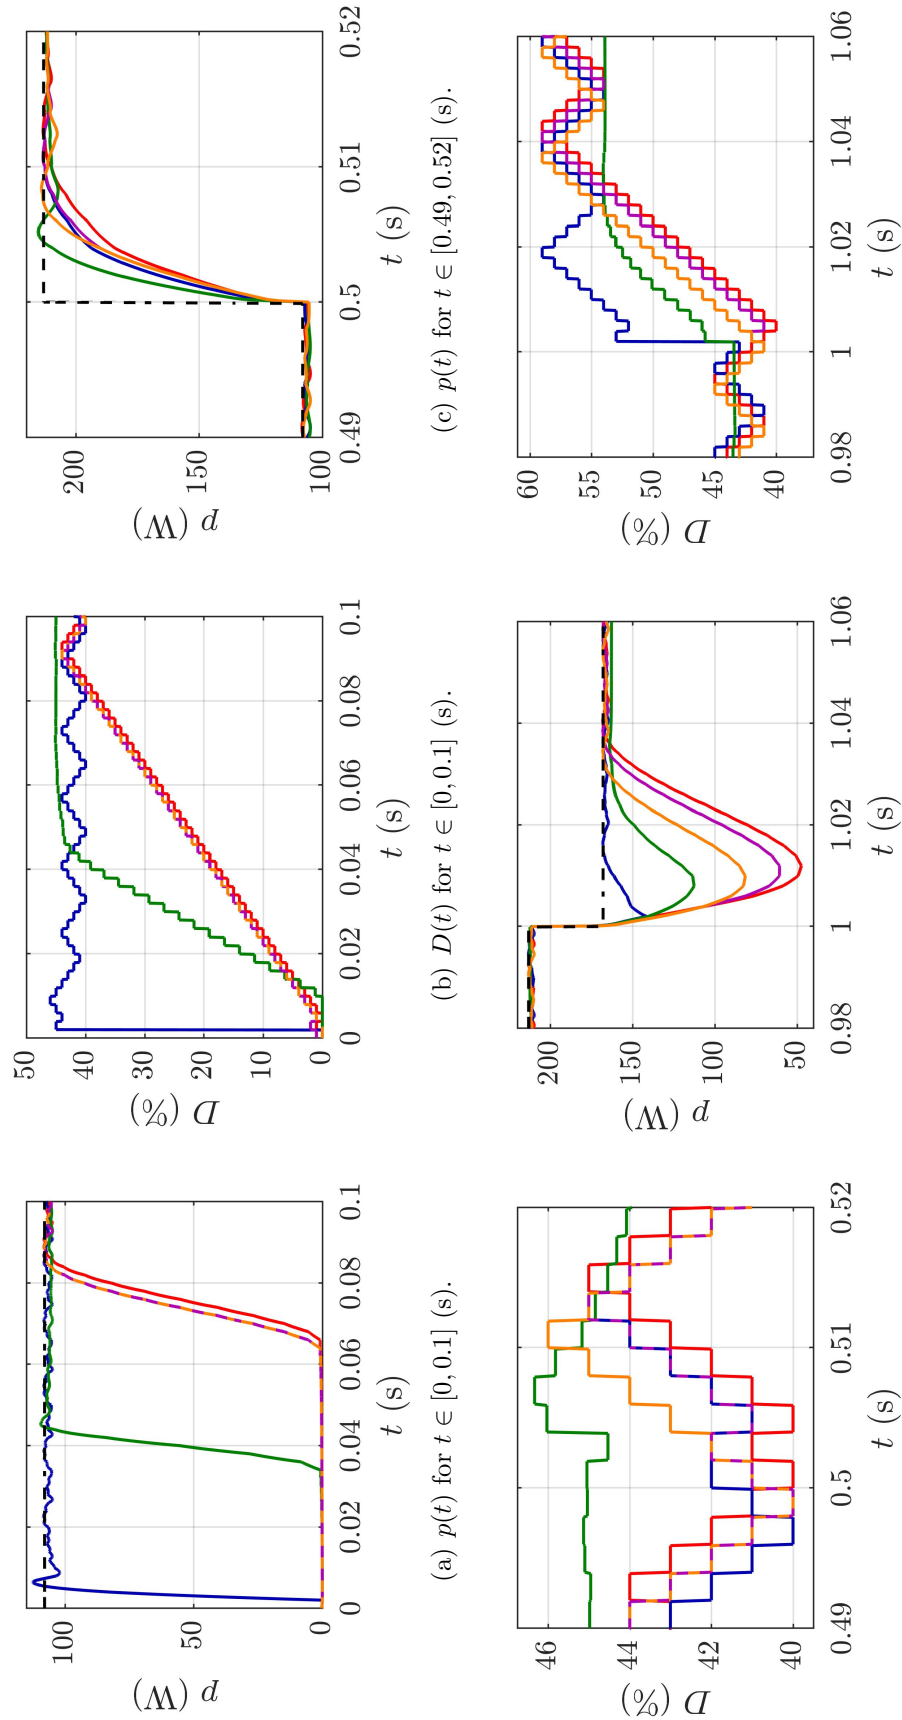 p (W)
100
50
0
0 0.02 0.04 0.06 0.08 0.1
t (s)
(a) p(t) for t ∈ [0, 0.1] (s).
D (%)
50
40
30
20
10
0
0 0.02 0.04 0.06 0.08 0.1
t (s)
(b) D(t) for t ∈ [0, 0.1] (s).
p (W)
200
150
100
0.49 0.5 0.51 0.52
t (s)
(c) p(t) for t ∈ [0.49, 0.52] (s).
D (%)
46
44
42
40
0.49 0.5 0.51 0.52
t (s)
p (W)
200
150
100
50
0.98 1 1.02 1.04 1.06
t (s)
D (%)
60
55
50
45
40
0.98 1 1.02 1.04 1.06
t (s)